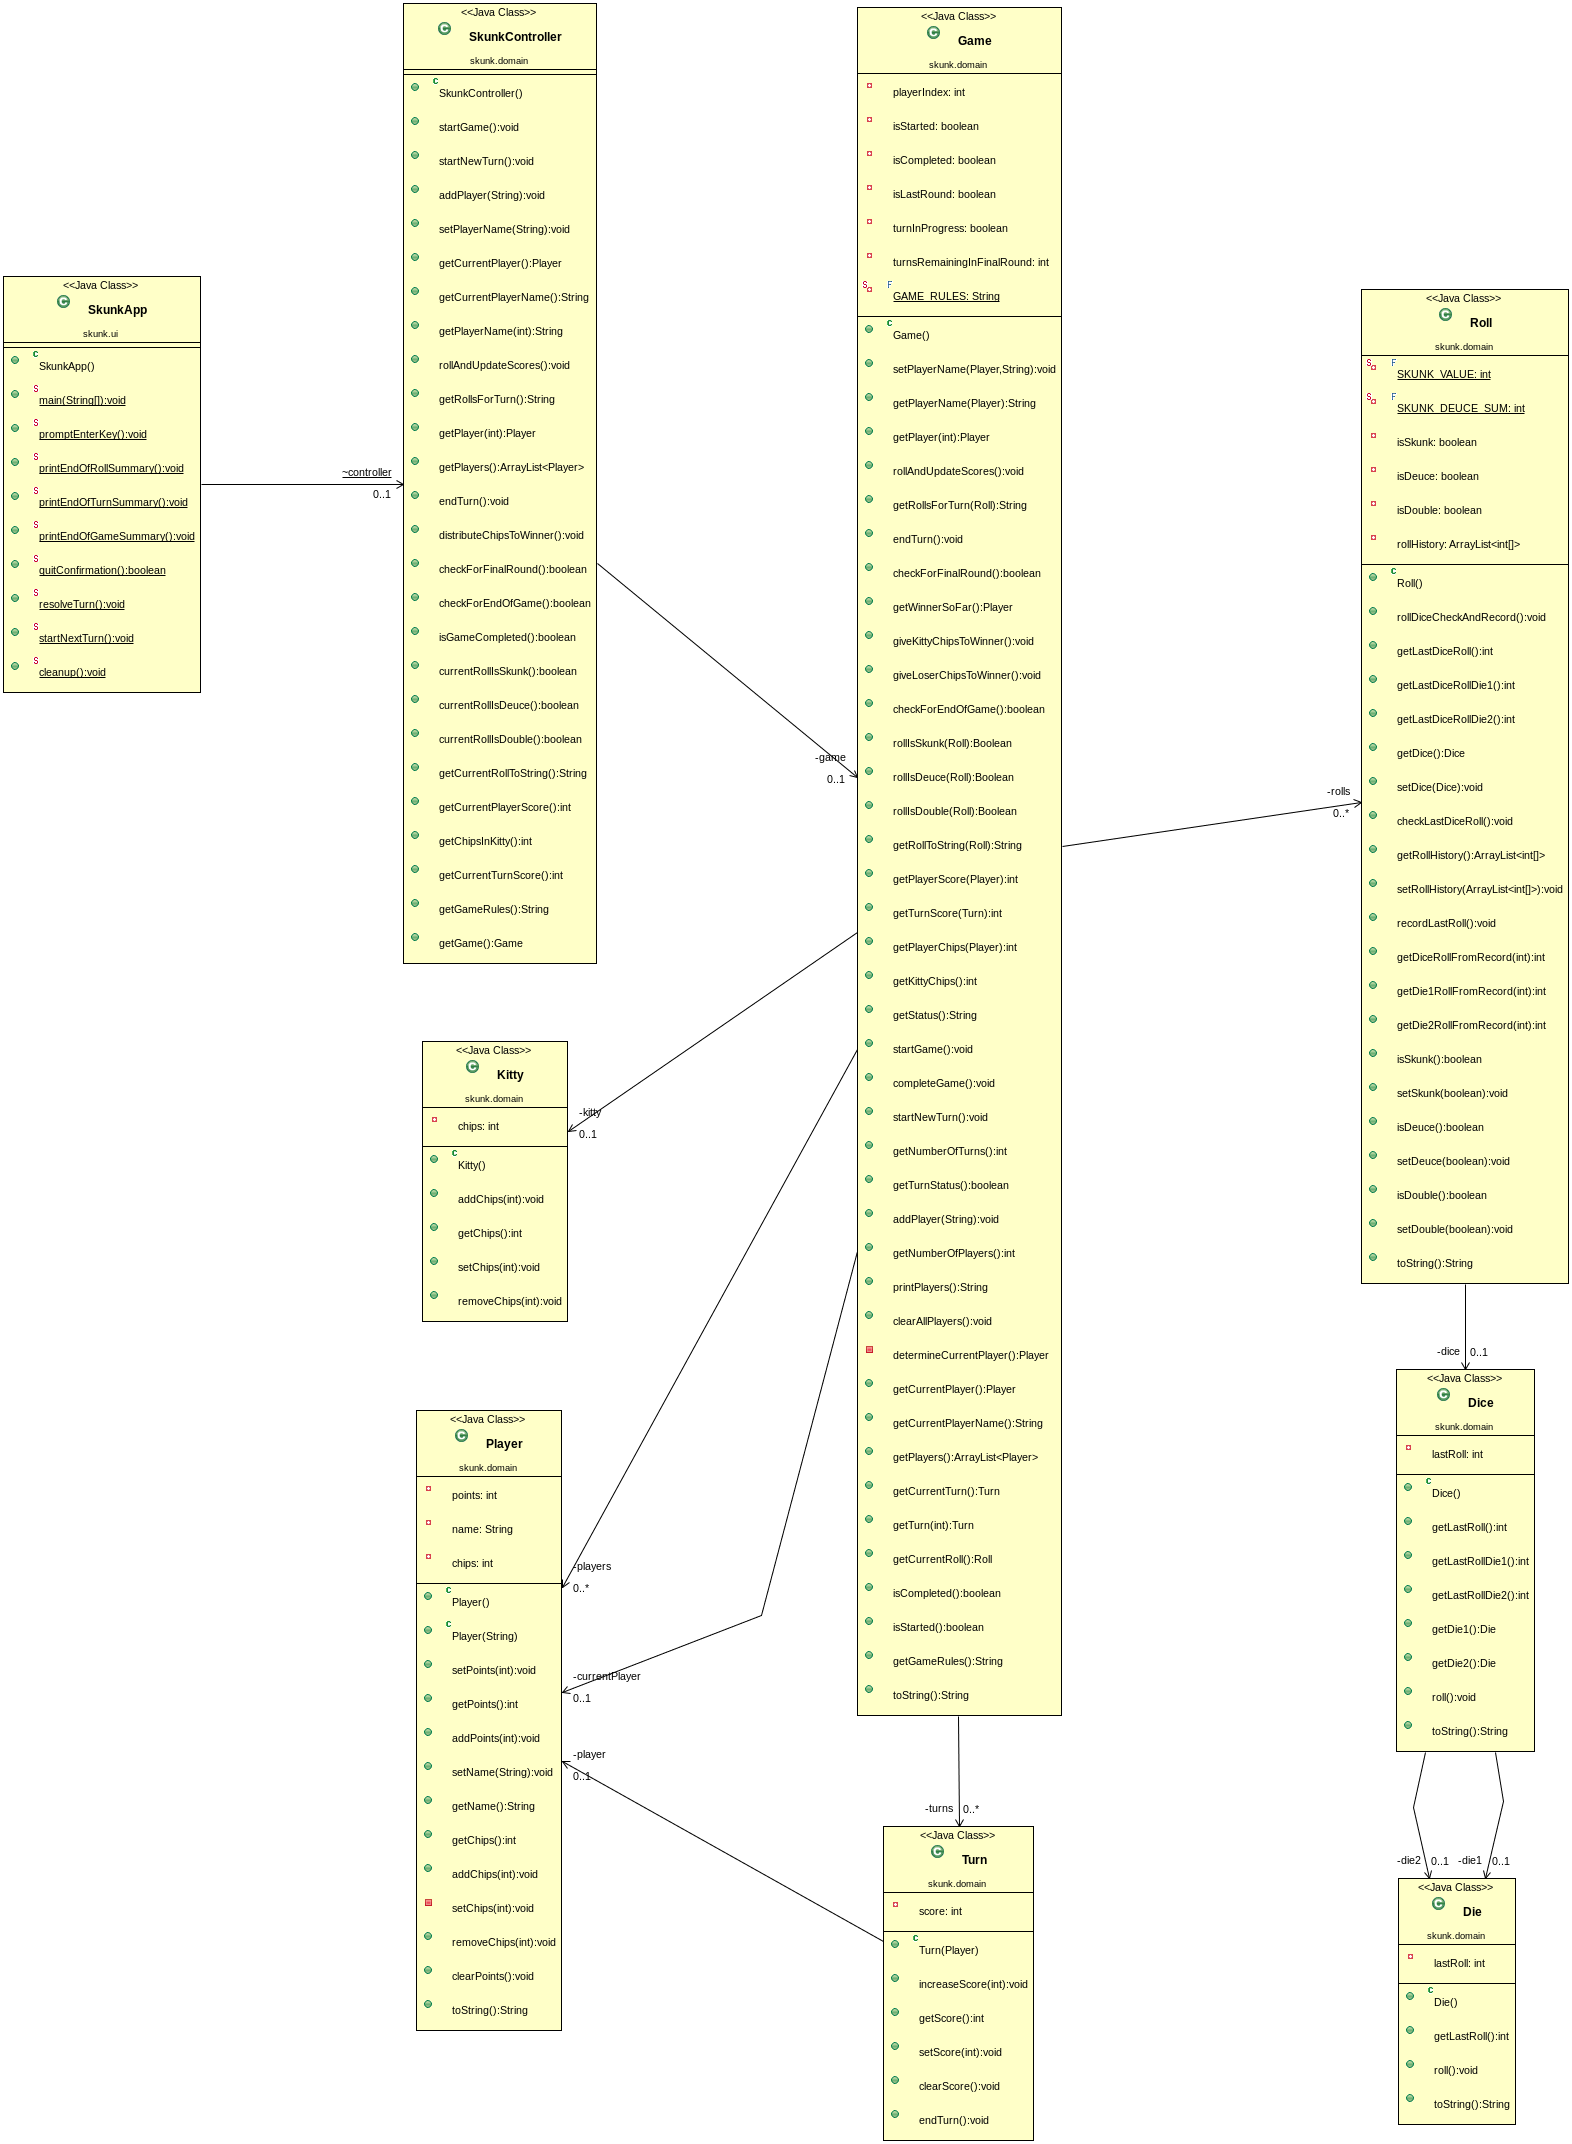 <<Java Class>>
SkunkApp
skunk.ui
SkunkApp()
main(String[]):void
promptEnterKey():void
printEndOfRollSummary():void
printEndOfTurnSummary():void
printEndOfGameSummary():void
quitConfirmation():boolean
resolveTurn():void
startNextTurn():void
cleanup():void
~controller
0..1
<<Java Class>>
SkunkController
skunk.domain
SkunkController()
startGame():void
startNewTurn():void
addPlayer(String):void
setPlayerName(String):void
getCurrentPlayer():Player
getCurrentPlayerName():String
getPlayerName(int):String
rollAndUpdateScores():void
getRollsForTurn():String
getPlayer(int):Player
getPlayers():ArrayList<Player>
endTurn():void
distributeChipsToWinner():void
checkForFinalRound():boolean
checkForEndOfGame():boolean
isGameCompleted():boolean
currentRollIsSkunk():boolean
currentRollIsDeuce():boolean
currentRollIsDouble():boolean
getCurrentRollToString():String
getCurrentPlayerScore():int
getChipsInKitty():int
getCurrentTurnScore():int
getGameRules():String
getGame():Game
-game
0..1
<<Java Class>>
Kitty
skunk.domain
chips: int
Kitty()
addChips(int):void
getChips():int
setChips(int):void
removeChips(int):void
-kitty
0..1
<<Java Class>>
Player
skunk.domain
points: int
name: String
chips: int
Player()
Player(String)
setPoints(int):void
getPoints():int
addPoints(int):void
setName(String):void
getName():String
getChips():int
addChips(int):void
setChips(int):void
removeChips(int):void
clearPoints():void
toString():String
-players
0..*
-currentPlayer
0..1
-player
0..1
<<Java Class>>
Game
skunk.domain
playerIndex: int
isStarted: boolean
isCompleted: boolean
isLastRound: boolean
turnInProgress: boolean
turnsRemainingInFinalRound: int
GAME_RULES: String
Game()
setPlayerName(Player,String):void
getPlayerName(Player):String
getPlayer(int):Player
rollAndUpdateScores():void
getRollsForTurn(Roll):String
endTurn():void
checkForFinalRound():boolean
getWinnerSoFar():Player
giveKittyChipsToWinner():void
giveLoserChipsToWinner():void
checkForEndOfGame():boolean
rollIsSkunk(Roll):Boolean
rollIsDeuce(Roll):Boolean
rollIsDouble(Roll):Boolean
getRollToString(Roll):String
getPlayerScore(Player):int
getTurnScore(Turn):int
getPlayerChips(Player):int
getKittyChips():int
getStatus():String
startGame():void
completeGame():void
startNewTurn():void
getNumberOfTurns():int
getTurnStatus():boolean
addPlayer(String):void
getNumberOfPlayers():int
printPlayers():String
clearAllPlayers():void
determineCurrentPlayer():Player
getCurrentPlayer():Player
getCurrentPlayerName():String
getPlayers():ArrayList<Player>
getCurrentTurn():Turn
getTurn(int):Turn
getCurrentRoll():Roll
isCompleted():boolean
isStarted():boolean
getGameRules():String
toString():String
-turns
0..*
<<Java Class>>
Turn
skunk.domain
score: int
Turn(Player)
increaseScore(int):void
getScore():int
setScore(int):void
clearScore():void
endTurn():void
-rolls
0..*
<<Java Class>>
Roll
skunk.domain
SKUNK_VALUE: int
SKUNK_DEUCE_SUM: int
isSkunk: boolean
isDeuce: boolean
isDouble: boolean
rollHistory: ArrayList<int[]>
Roll()
rollDiceCheckAndRecord():void
getLastDiceRoll():int
getLastDiceRollDie1():int
getLastDiceRollDie2():int
getDice():Dice
setDice(Dice):void
checkLastDiceRoll():void
getRollHistory():ArrayList<int[]>
setRollHistory(ArrayList<int[]>):void
recordLastRoll():void
getDiceRollFromRecord(int):int
getDie1RollFromRecord(int):int
getDie2RollFromRecord(int):int
isSkunk():boolean
setSkunk(boolean):void
isDeuce():boolean
setDeuce(boolean):void
isDouble():boolean
setDouble(boolean):void
toString():String
-dice
0..1
<<Java Class>>
Dice
skunk.domain
lastRoll: int
Dice()
getLastRoll():int
getLastRollDie1():int
getLastRollDie2():int
getDie1():Die
getDie2():Die
roll():void
toString():String
-die2
0..1
-die1
0..1
<<Java Class>>
Die
skunk.domain
lastRoll: int
Die()
getLastRoll():int
roll():void
toString():String